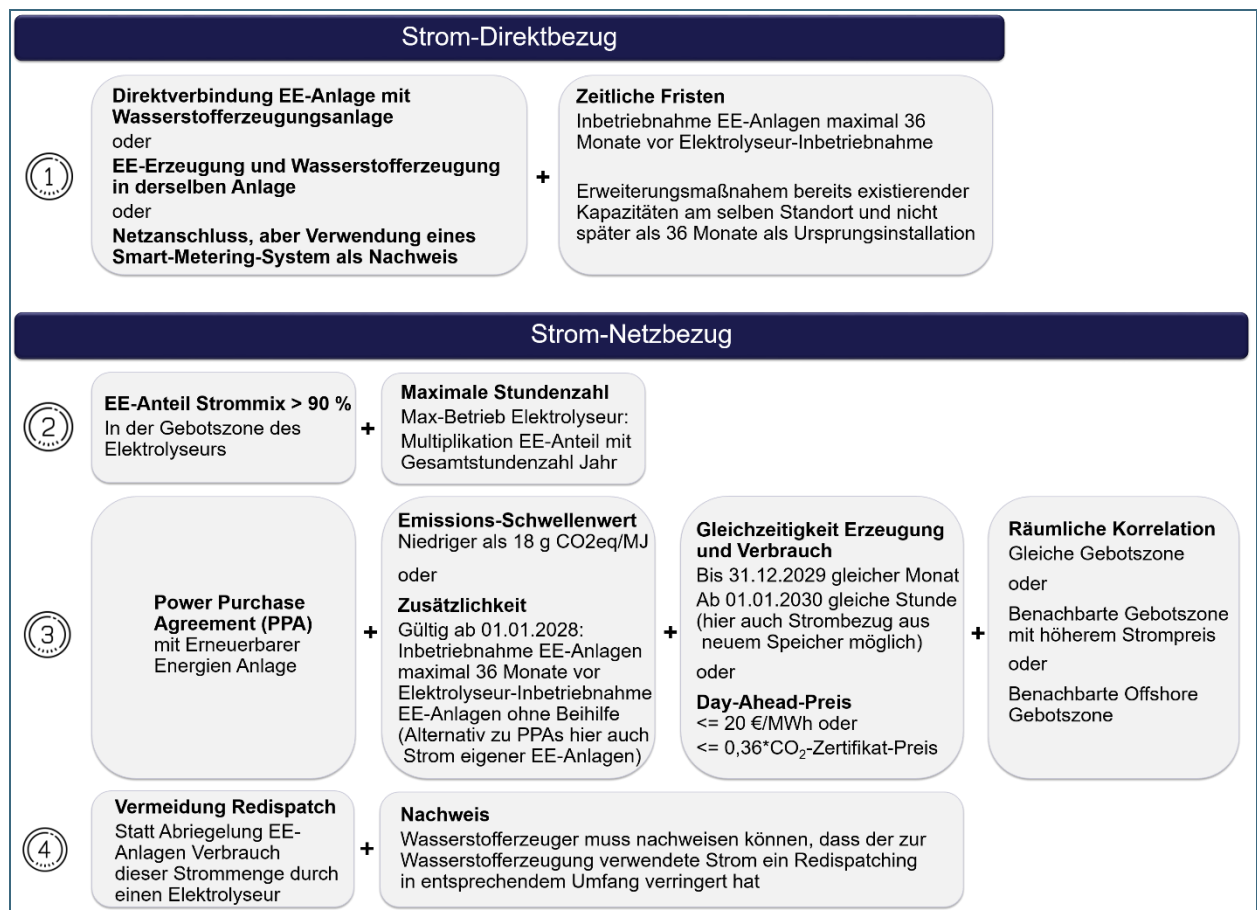 Strom-Direktbezug
1
Direktverbindung EE-Anlage mit
Wasserstofferzeugungsanlage
oder
EE-Erzeugung und Wasserstofferzeugung
in derselben Anlage
oder
Netzanschluss, aber Verwendung eines
Smart-Metering-System als Nachweis
+
Zeitliche Fristen
Inbetriebnahme EE-Anlagen maximal 36
Monate vor Elektrolyseur-Inbetriebnahme
Erweiterungsmaßnahem bereits existierender
Kapazitäten am selben Standort und nicht
später als 36 Monate als Ursprungsinstallation
Strom-Netzbezug
2
EE-Anteil Strommix > 90 %
In der Gebotszone des
Elektrolyseurs
+
Maximale Stundenzahl
Max-Betrieb Elektrolyseur:
Multiplikation EE-Anteil mit
Gesamtstundenzahl Jahr
3
Power Purchase
Agreement (PPA)
mit Erneuerbarer
Energien Anlage
+
Emissions-Schwellenwert
Niedriger als 18 g CO2eq/MJ
oder
Zusätzlichkeit
Gültig ab 01.01.2028:
Inbetriebnahme EE-Anlagen
maximal 36 Monate vor
Elektrolyseur-Inbetriebnahme
EE-Anlagen ohne Beihilfe
(Alternativ zu PPAs hier auch
Strom eigener EE-Anlagen)
+
Gleichzeitigkeit Erzeugung
und Verbrauch
Bis 31.12.2029 gleicher Monat
Ab 01.01.2030 gleiche Stunde
(hier auch Strombezug aus
neuem Speicher möglich)
oder
Day-Ahead-Preis
<= 20 €/MWh oder
<= 0,36*CO₂-Zertifikat-Preis
+
Räumliche Korrelation
Gleiche Gebotszone
oder
Benachbarte Gebotszone
mit höherem Strompreis
oder
Benachbarte Offshore
Gebotszone
4
Vermeidung Redispatch
Statt Abriegelung EE-
Anlagen Verbrauch
dieser Strommenge durch
einen Elektrolyseur
+
Nachweis
Wasserstofferzeuger muss nachweisen können, dass der zur
Wasserstofferzeugung verwendete Strom ein Redispatching
in entsprechendem Umfang verringert hat